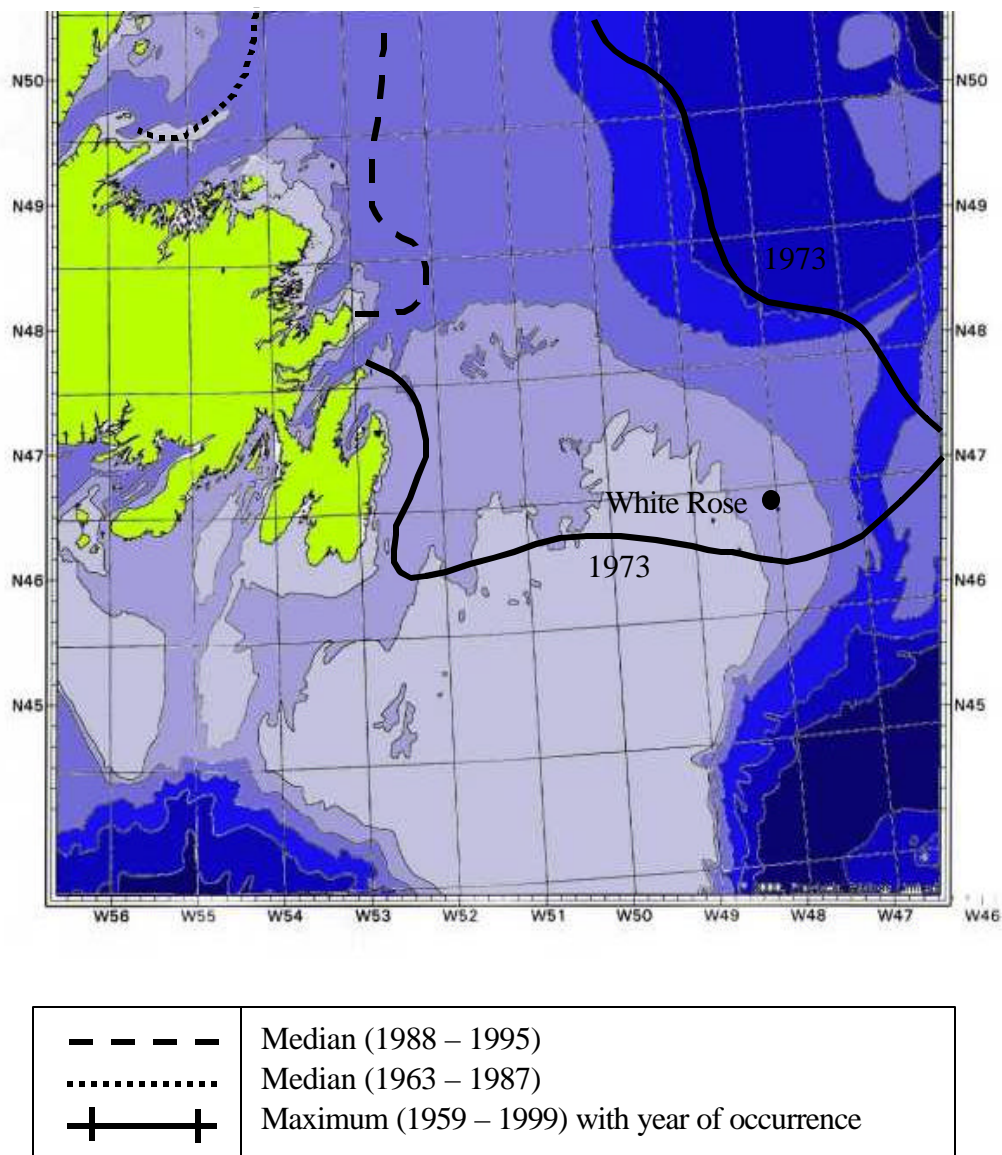 N50 N50
N49 N49
1973
N48 N48
N47 N47
White Rose
1973
N46 N46
N45 N45
W56 W55 W54 W53 W52 W51 W50 W49 W48 W47 W46
Median (1988 – 1995)
Median (1963 – 1987)
Maximum (1959 – 1999) with year of occurrence